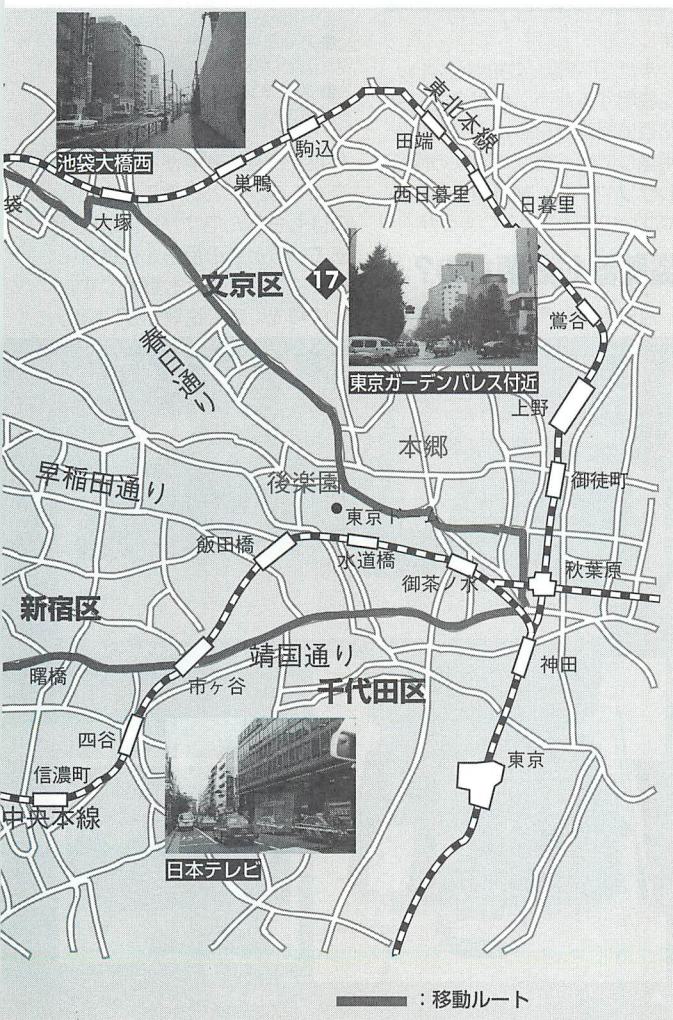 東北本線
駒込
田端
池袋大橋西
巣鴨
西日暮里
日暮里
袋
大塚
文京区
17
鶯谷
春日通り
東京ガーデンパレス付近
上野
本郷
早稲田通り
後楽園
御徒町
東京ドーム
飯田橋
水道橋
御茶ノ水
秋葉原
新宿区
靖国通り
神田
曙橋
市ヶ谷
千代田区
四谷
東京
信濃町
中央本線
日本テレビ
：移動ルート